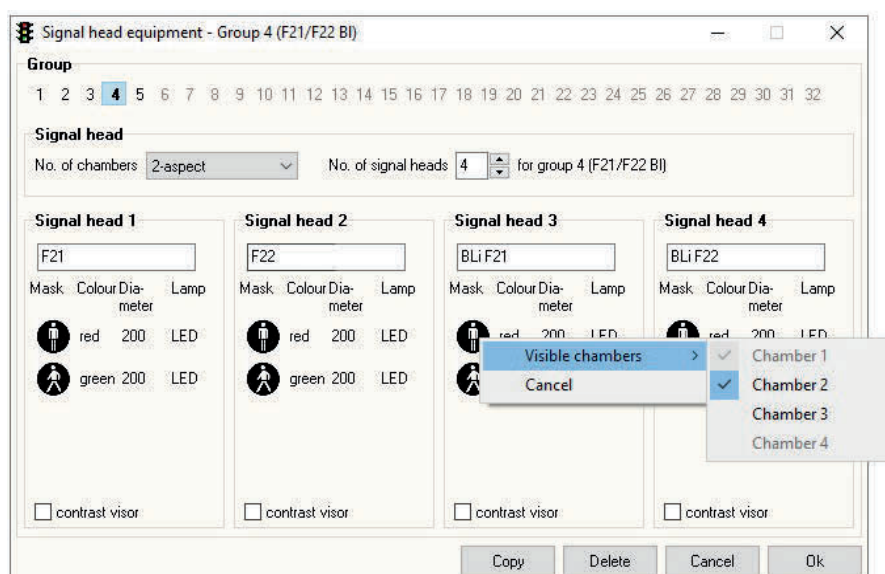 Signal head equipment - Group 4 (F21/F22 Bl)
Group
1 2 3 4 5 6 7 8 9 10 11 12 13 14 15 16 17 18 19 20 21 22 23 24 25 26 27 28 29 30 31 32
Signal head
No. of chambers 2-aspect No. of signal heads 4 for group 4 (F21/F22 Bl)
Signal head 1 Signal head 2 Signal head 3 Signal head 4
F21 F22 BLi F21 BLi F22
Mask Colour Dia- Lamp Mask Colour Dia- Lamp Mask Colour Dia- Lamp Mask Colour Dia- Lamp
meter meter meter meter
red 200 LED red 200 LED red 200 LED red 200 LED
Visible chambers > Chamber 1
green 200 LED green 200 LED Cancel Chamber 2
Chamber 3
Chamber 4
contrast visor contrast visor contrast visor contrast visor
Copy Delete Cancel Ok